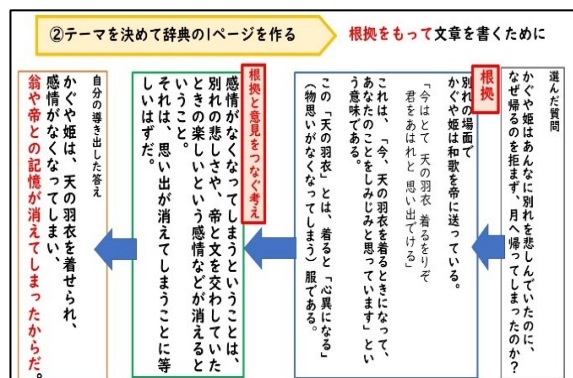 ②テーマを決めて辞典の1ページを作る
根拠をもって文章を書くために
選んだ質問
かぐや姫はあんなに別れを悲しんでいたのに、
なぜ帰るのを拒まず、月へ帰ってしまったのか?
根拠
別れの場面で
かぐや姫は和歌を帝に送っている。
「今はとて 天の羽衣 着るをりぞ
君をあはれと 思い出でける」
これは、「今、天の羽衣を着るときになって、
あなたのことをしみじみと思っています」とい
う意味である。
この「天の羽衣」とは、着ると「心異になる」
(物思いがなくなってしまう)服である。
根拠と意見をつなぐ考え
感情がなくなってしまうということは、
別れの悲しさや、帝と文を交わしていた
ときの楽しいという感情などが消えると
いうこと。
それは、思い出が消えてしまうことに等
しいはずだ。
自分の導き出した答え
かぐや姫は、天の羽衣を着せられ、
感情がなくなってしまい、
翁や帝との記憶が消えてしまったからだ。